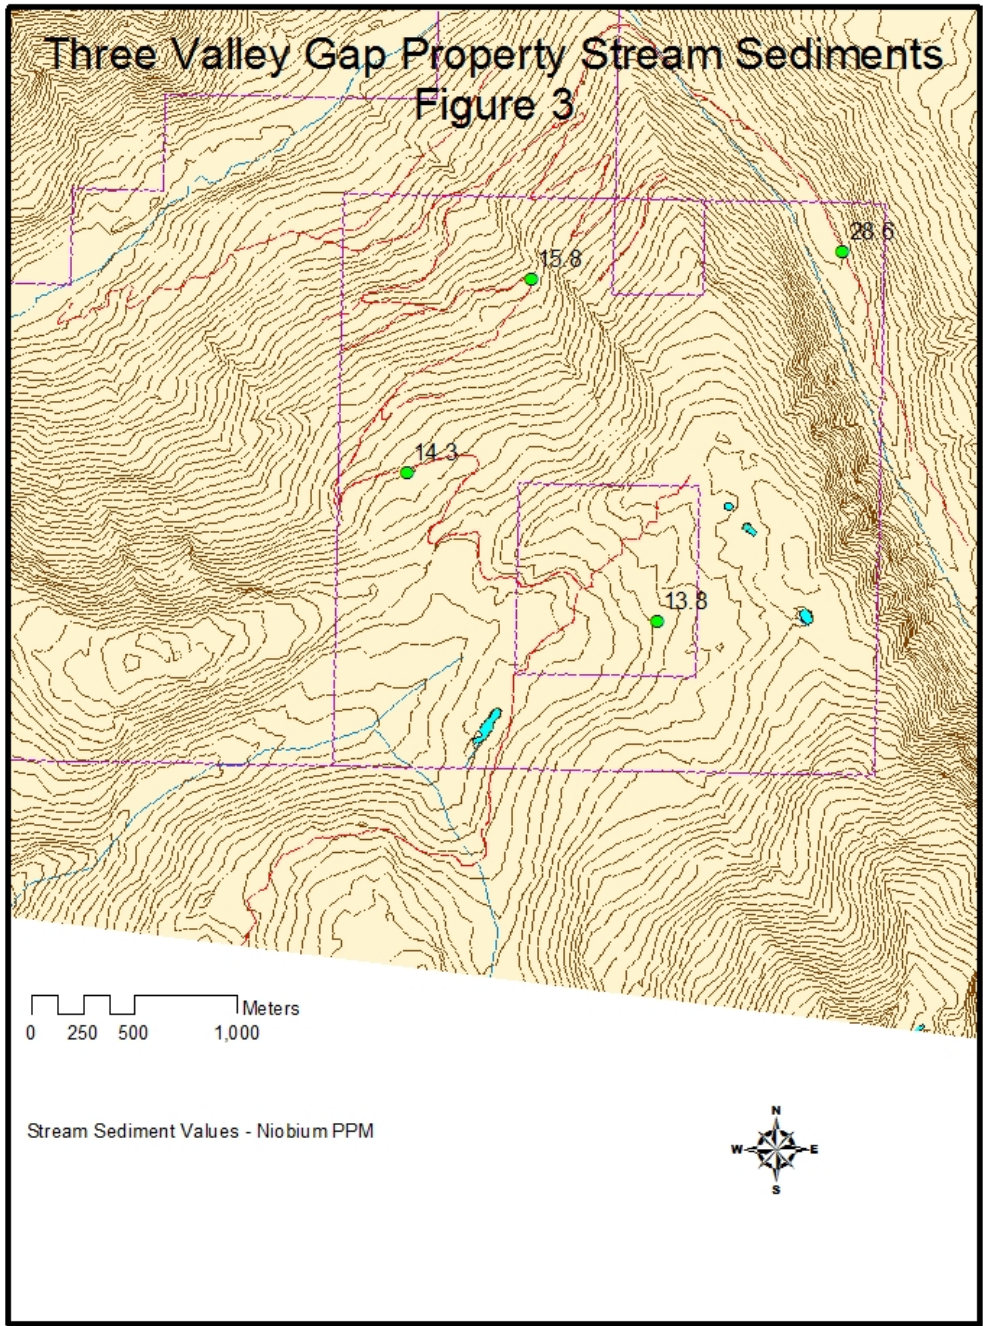 Three Valley Gap Property Stream Sediments
Figure 3
28.6
15.8
14.3
13.8
Meters
0 250 500 1,000
Stream Sediment Values - Niobium PPM
N
W E
S